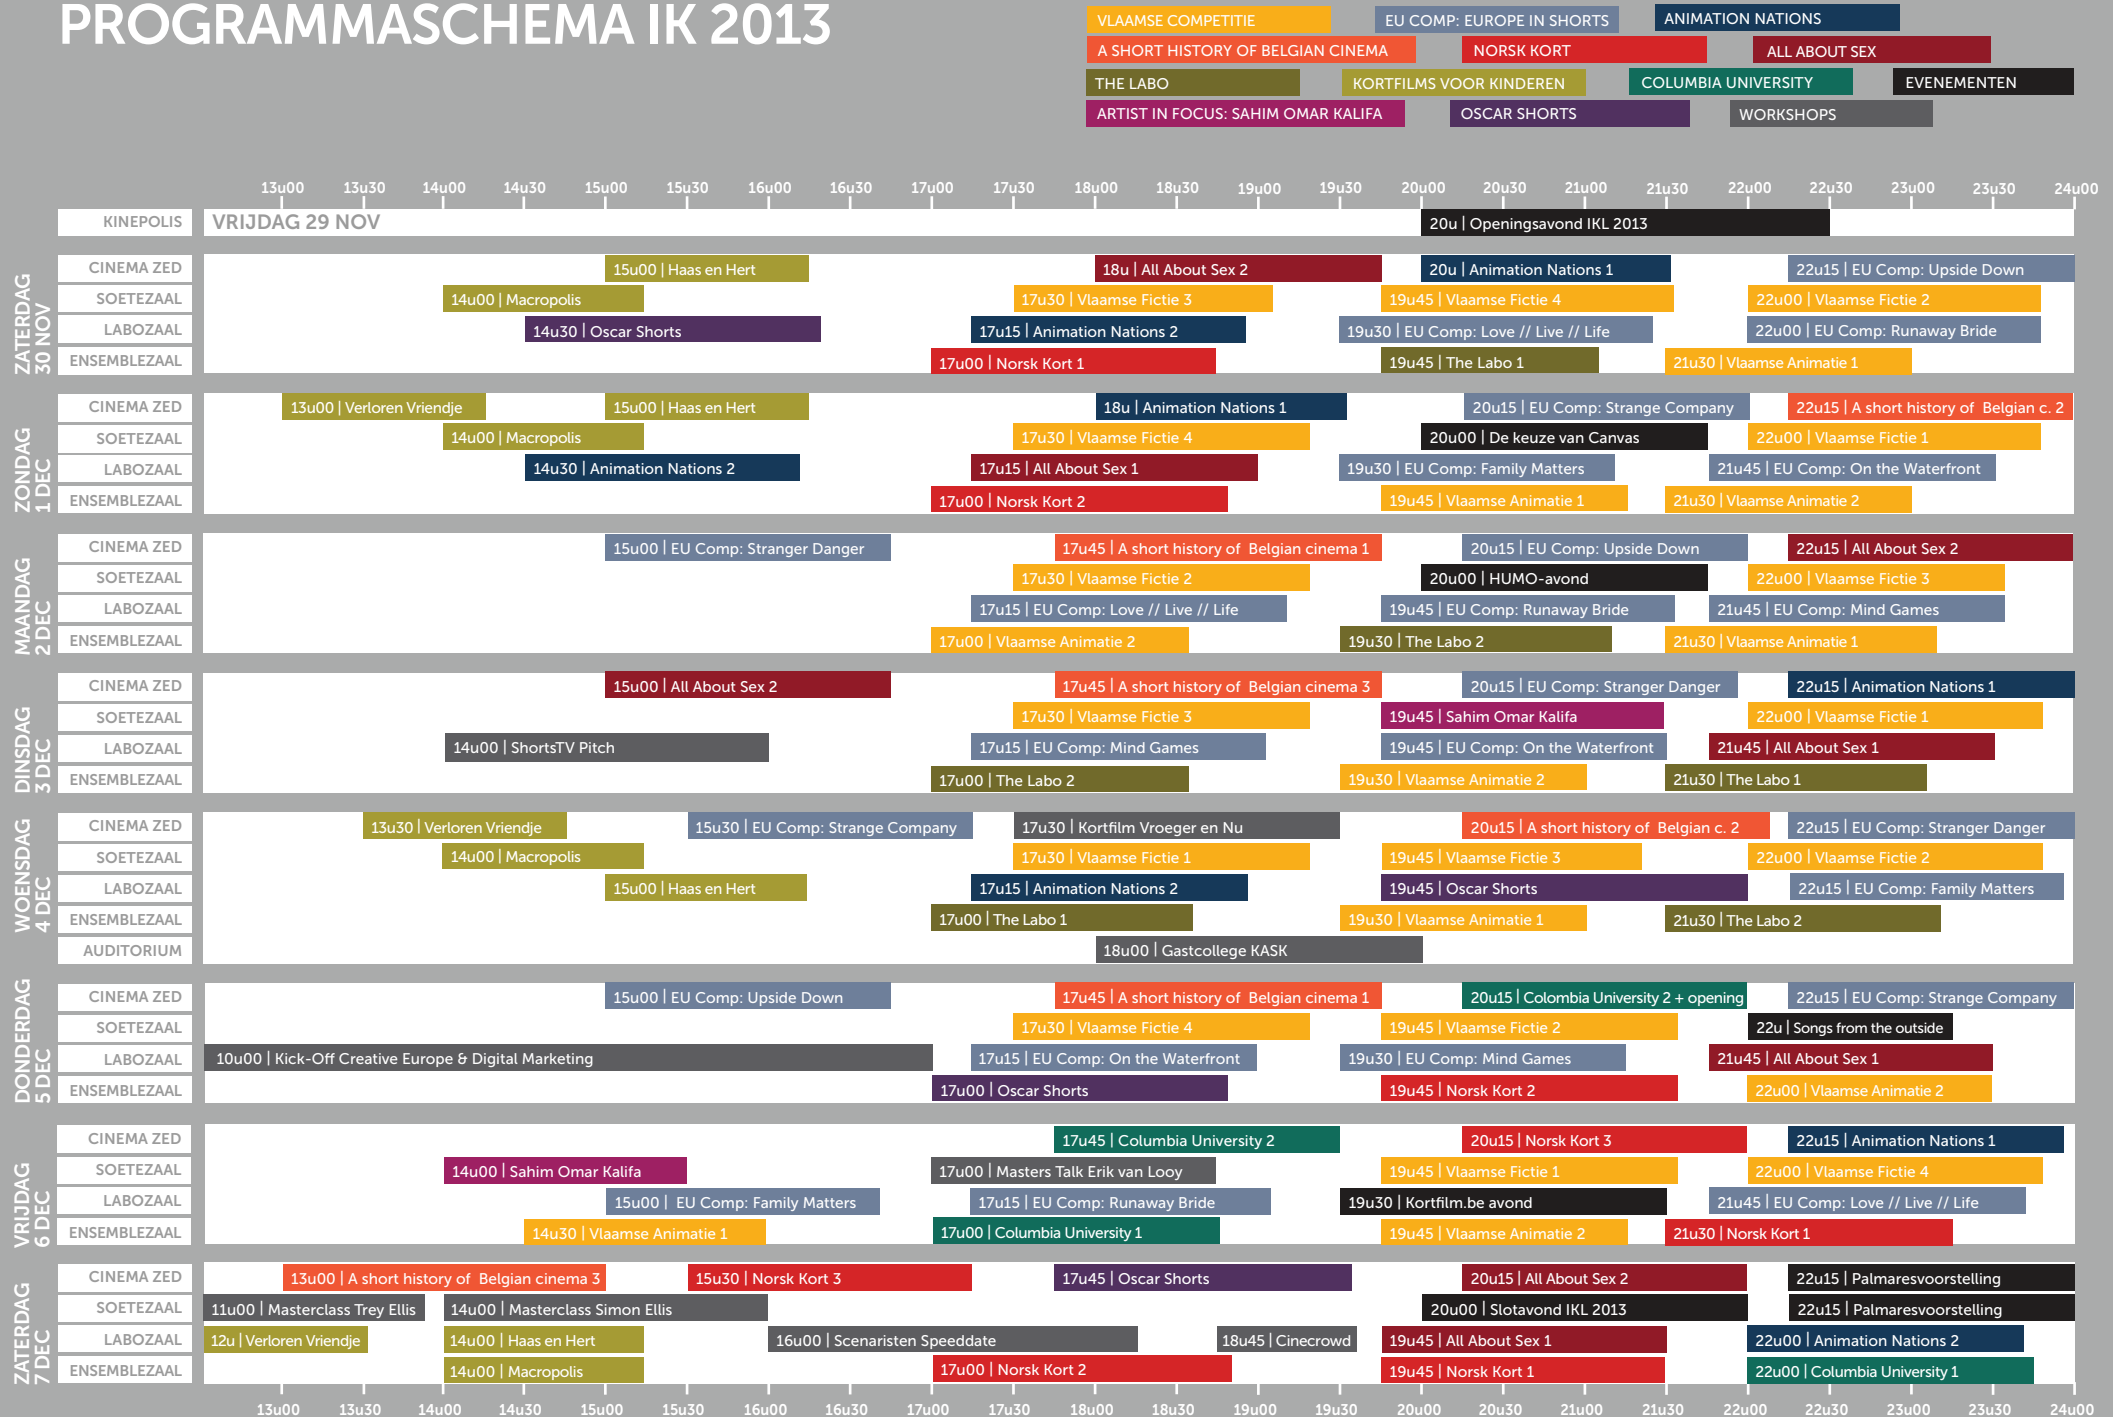 PROGRAMMASCHEMA IK 2013
VLAAMSE COMPETITIE
EU COMP: EUROPE IN SHORTS
ANIMATION NATIONS
A SHORT HISTORY OF BELGIAN CINEMA
NORSK KORT
ALL ABOUT SEX
THE LABO
KORTFILMS VOOR KINDEREN
COLUMBIA UNIVERSITY
EVENEMENTEN
ARTIST IN FOCUS: SAHIM OMAR KALIFA
OSCAR SHORTS
WORKSHOPS
13u00 13u30 14u00 14u30 15u00 15u30 16u00 16u30 17u00 17u30 18u00 18u30 19u00 19u30 20u00 20u30 21u00 21u30 22u00 22u30 23u00 23u30 24u00
KINEPOLIS VRIJDAG 29 NOV 20u | Openingsavond IKL 2013
ZATERDAG
30 NOV
CINEMA ZED 15u00 | Haas en Hert 18u | All About Sex 2 20u | Animation Nations 1 22u15 | EU Comp: Upside Down
SOETEZAAL 14u00 | Macropolis 17u30 | Vlaamse Fictie 3 19u45 | Vlaamse Fictie 4 22u00 | Vlaamse Fictie 2
LABOZAAL 14u30 | Oscar Shorts 17u15 | Animation Nations 2 19u30 | EU Comp: Love // Live // Life 22u00 | EU Comp: Runaway Bride
ENSEMBLEZAAL 17u00 | Norsk Kort 1 19u45 | The Labo 1 21u30 | Vlaamse Animatie 1
ZONDAG
1 DEC
CINEMA ZED 13u00 | Verloren Vriendje 15u00 | Haas en Hert 18u | Animation Nations 1 20u15 | EU Comp: Strange Company 22u15 | A short history of Belgian c. 2
SOETEZAAL 14u00 | Macropolis 17u30 | Vlaamse Fictie 4 20u00 | De keuze van Canvas 22u00 | Vlaamse Fictie 1
LABOZAAL 14u30 | Animation Nations 2 17u15 | All About Sex 1 19u30 | EU Comp: Family Matters 21u45 | EU Comp: On the Waterfront
ENSEMBLEZAAL 17u00 | Norsk Kort 2 19u45 | Vlaamse Animatie 1 21u30 | Vlaamse Animatie 2
MAANDAG
2 DEC
CINEMA ZED 15u00 | EU Comp: Stranger Danger 17u45 | A short history of Belgian cinema 1 20u15 | EU Comp: Upside Down 22u15 | All About Sex 2
SOETEZAAL 17u30 | Vlaamse Fictie 2 20u00 | HUMO-avond 22u00 | Vlaamse Fictie 3
LABOZAAL 17u15 | EU Comp: Love // Live // Life 19u45 | EU Comp: Runaway Bride 21u45 | EU Comp: Mind Games
ENSEMBLEZAAL 17u00 | Vlaamse Animatie 2 19u30 | The Labo 2 21u30 | Vlaamse Animatie 1
DINSDAG
3 DEC
CINEMA ZED 15u00 | All About Sex 2 17u45 | A short history of Belgian cinema 3 20u15 | EU Comp: Stranger Danger 22u15 | Animation Nations 1
SOETEZAAL 17u30 | Vlaamse Fictie 3 19u45 | Sahim Omar Kalifa 22u00 | Vlaamse Fictie 1
LABOZAAL 14u00 | ShortsTV Pitch 17u15 | EU Comp: Mind Games 19u45 | EU Comp: On the Waterfront 21u45 | All About Sex 1
ENSEMBLEZAAL 17u00 | The Labo 2 19u30 | Vlaamse Animatie 2 21u30 | The Labo 1
WOENSDAG
4 DEC
CINEMA ZED 13u30 | Verloren Vriendje 15u30 | EU Comp: Strange Company 17u30 | Kortfilm Vroeger en Nu 20u15 | A short history of Belgian c. 2 22u15 | EU Comp: Stranger Danger
SOETEZAAL 14u00 | Macropolis 17u30 | Vlaamse Fictie 1 19u45 | Vlaamse Fictie 3 22u00 | Vlaamse Fictie 2
LABOZAAL 15u00 | Haas en Hert 17u15 | Animation Nations 2 19u45 | Oscar Shorts 22u15 | EU Comp: Family Matters
ENSEMBLEZAAL 17u00 | The Labo 1 19u30 | Vlaamse Animatie 1 21u30 | The Labo 2
AUDITORIUM 18u00 | Gastcollege KASK
DONDERDAG
5 DEC
CINEMA ZED 15u00 | EU Comp: Upside Down 17u45 | A short history of Belgian cinema 1 20u15 | Colombia University 2 + opening 22u15 | EU Comp: Strange Company
SOETEZAAL 17u30 | Vlaamse Fictie 4 19u45 | Vlaamse Fictie 2 22u | Songs from the outside
LABOZAAL 10u00 | Kick-Off Creative Europe & Digital Marketing 17u15 | EU Comp: On the Waterfront 19u30 | EU Comp: Mind Games 21u45 | All About Sex 1
ENSEMBLEZAAL 17u00 | Oscar Shorts 19u45 | Norsk Kort 2 22u00 | Vlaamse Animatie 2
VRIJDAG
6 DEC
CINEMA ZED 17u45 | Columbia University 2 20u15 | Norsk Kort 3 22u15 | Animation Nations 1
SOETEZAAL 14u00 | Sahim Omar Kalifa 17u00 | Masters Talk Erik van Looy 19u45 | Vlaamse Fictie 1 22u00 | Vlaamse Fictie 4
LABOZAAL 15u00 | EU Comp: Family Matters 17u15 | EU Comp: Runaway Bride 19u30 | Kortfilm.be avond 21u45 | EU Comp: Love // Live // Life
ENSEMBLEZAAL 14u30 | Vlaamse Animatie 1 17u00 | Columbia University 1 19u45 | Vlaamse Animatie 2 21u30 | Norsk Kort 1
ZATERDAG
7 DEC
CINEMA ZED 13u00 | A short history of Belgian cinema 3 15u30 | Norsk Kort 3 17u45 | Oscar Shorts 20u15 | All About Sex 2 22u15 | Palmaresvoorstelling
SOETEZAAL 11u00 | Masterclass Trey Ellis 14u00 | Masterclass Simon Ellis 20u00 | Slotavond IKL 2013 22u15 | Palmaresvoorstelling
LABOZAAL 12u | Verloren Vriendje 14u00 | Haas en Hert 16u00 | Scenaristen Speeddate 18u45 | Cinecrowd 19u45 | All About Sex 1 22u00 | Animation Nations 2
ENSEMBLEZAAL 14u00 | Macropolis 17u00 | Norsk Kort 2 19u45 | Norsk Kort 1 22u00 | Columbia University 1
13u00 13u30 14u00 14u30 15u00 15u30 16u00 16u30 17u00 17u30 18u00 18u30 19u00 19u30 20u00 20u30 21u00 21u30 22u00 22u30 23u00 23u30 24u00